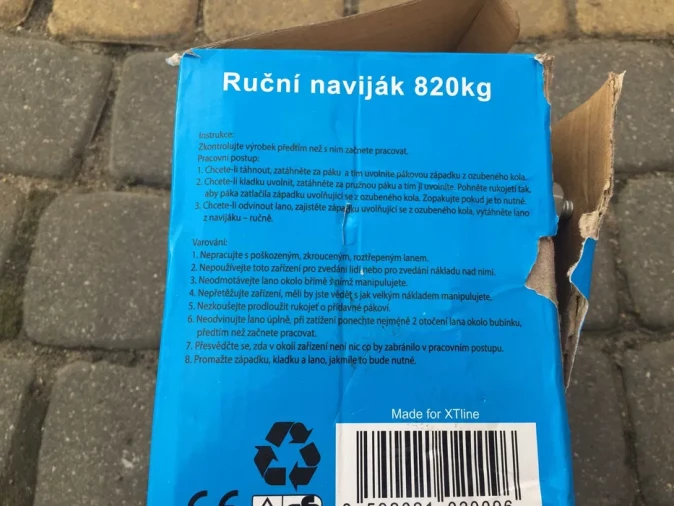 Ruční naviják 820kg
Instrukce:
Zkontrolujte výrobek předtím než s ním začnete pracovat.
Pracovní postup:
1. Chcete-li táhnout, zatáhněte za páku a tím uvolnite pákovou západku z ozubeného kola.
2. Chcete-li kladku uvolnit, zatáhněte za pružnou páku a tím ji uvolníte. Pohněte rukojetí tak,
aby páka zatlačila západku uvolňující se z ozubeného kola. Zopakujte pokud je to nutné.
3. Chcete-li odvinout lano, zajistěte západku uvolňující se z ozubeného kola, vytáhněte lano
z navijáku – ručně.
Varování:
1. Nepracujte s poškozeným, zkrouceným, roztřepeným lanem.
2. Nepoužívejte toto zařízení pro zvedání lidí nebo pro zvedání nákladu nad nimi.
3. Neodmotávejte lano okolo břímě s nímž manipulujete.
4. Nepřetěžujte zařízení, měli by jste vědět s jak velkým nákladem manipulujete.
5. Nezkoušejte prodloužit rukojeť o přídavné pákoví.
6. Neodvinujte lano úplně, při zatížení ponechte nejméně 2 otočení lana okolo bubínku,
předtím než začnete pracovat.
7. Přesvědčte se, zda v okolí zařízení není nic co by zabránilo v pracovním postupu.
8. Promažte západku, kladku a lano, jakmile to bude nutné.
Made for XTline
CE